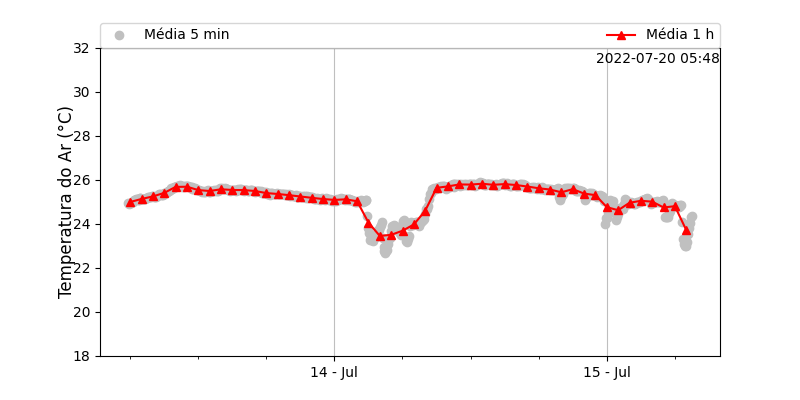 Média 5 min
Média 1 h
2022-07-20 05:48
Temperatura do Ar (°C)
32
30
28
26
24
22
20
18
14 - Jul
15 - Jul